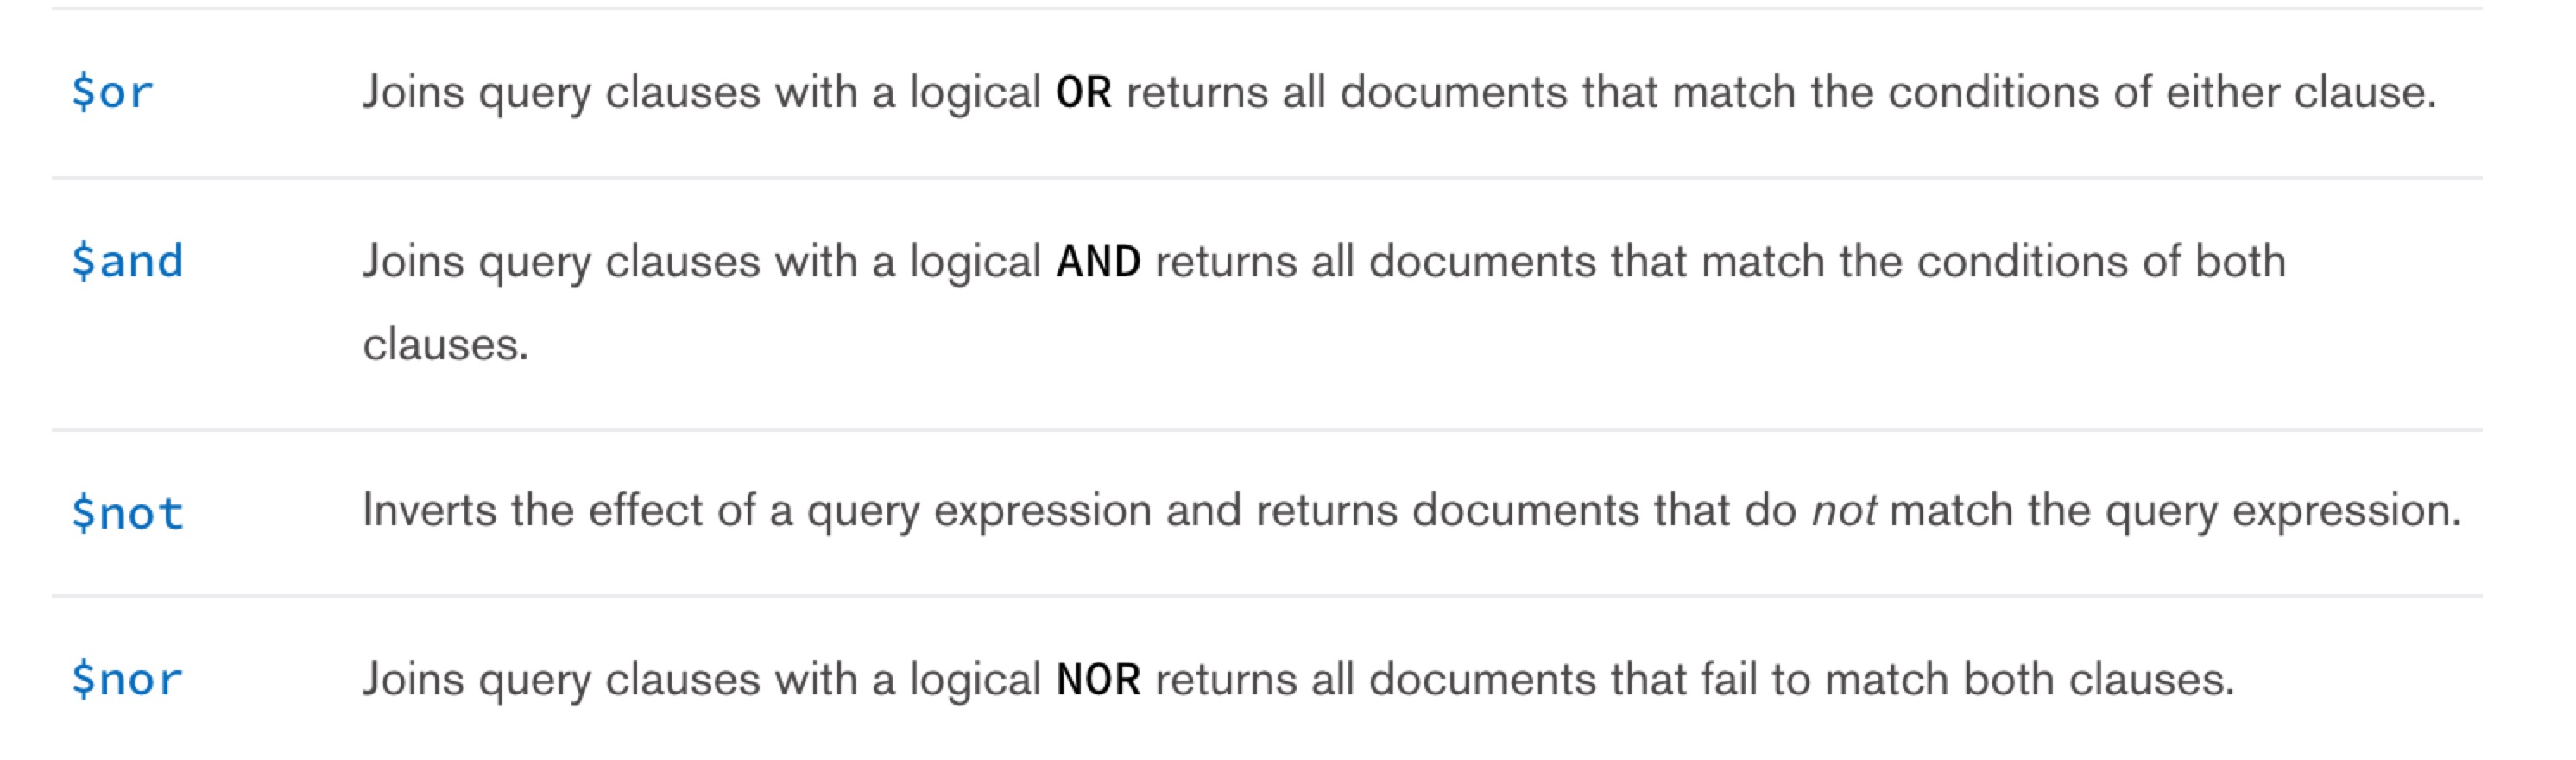 $or Joins query clauses with a logical OR returns all documents that match the conditions of either clause.
$and Joins query clauses with a logical AND returns all documents that match the conditions of both
clauses.
$not Inverts the effect of a query expression and returns documents that do not match the query expression.
$nor Joins query clauses with a logical NOR returns all documents that fail to match both clauses.